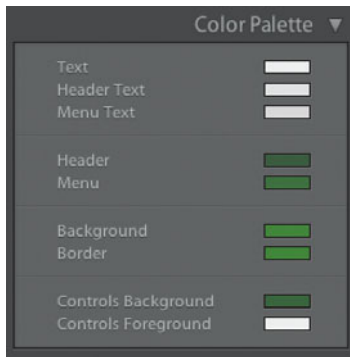 Color Palette
Text
Header Text
Menu Text
Header
Menu
Background
Border
Controls Background
Controls Foreground